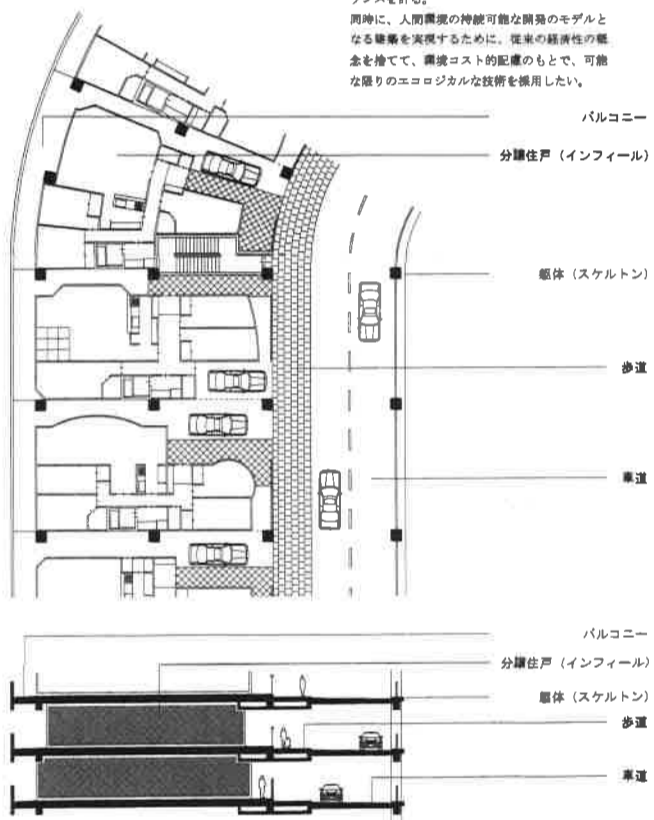 同時に、人間環境の持続可能な開発のモデルと
なる建築を実現するために、従来の経済性の概
念を捨てて、環境コスト的配慮のもとで、可能
な限りのエコロジカルな技術を採用したい。
バルコニー
分譲住戸（インフィール）
躯体（スケルトン）
歩道
車道
バルコニー
分譲住戸（インフィール）
躯体（スケルトン）
歩道
車道